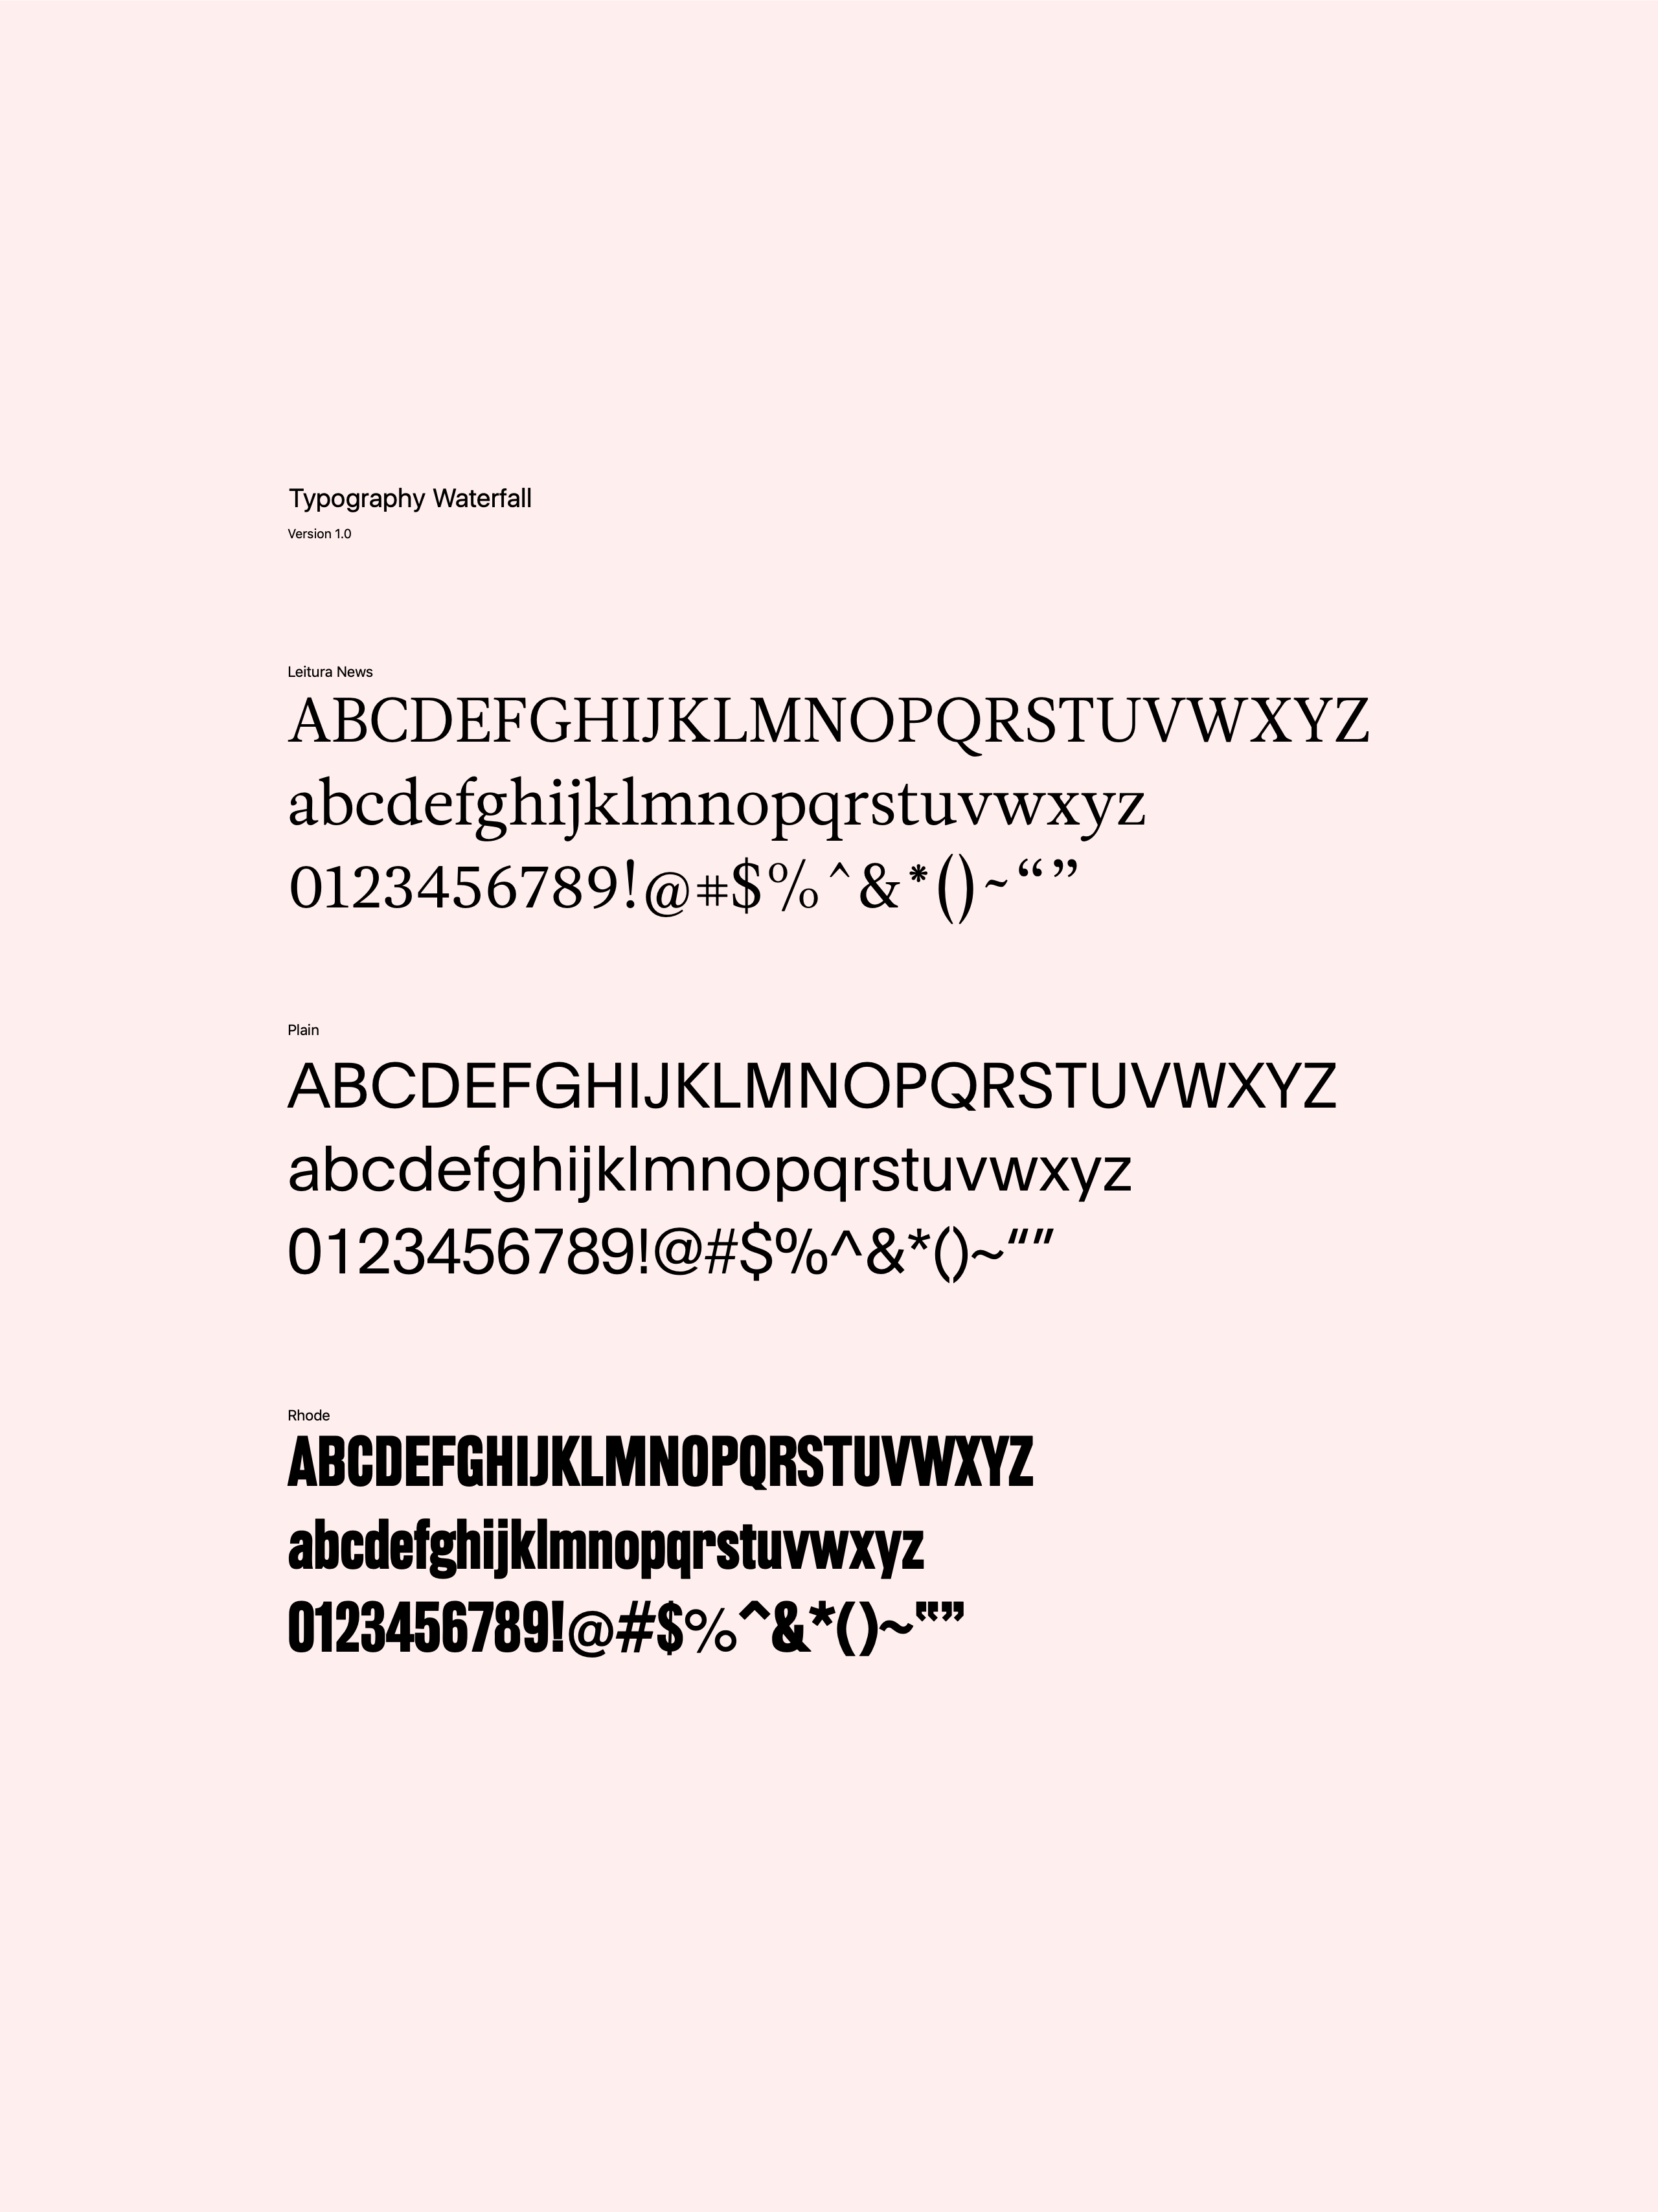 Typography Waterfall
Version 1.0
Leitura News
ABCDEFGHIJKLMNOPQRSTUVWXYZ
abcdefghijklmnopqrstuvwxyz
0123456789!@#$%^&*()~“”
Plain
ABCDEFGHIJKLMNOPQRSTUVWXYZ
abcdefghijklmnopqrstuvwxyz
0123456789!@#$%^&*()~“”
Rhode
ABCDEFGHIJKLMNOPQRSTUVWXYZ
abcdefghijklmnopqrstuvwxyz
0123456789!@#$%^&*()~“”